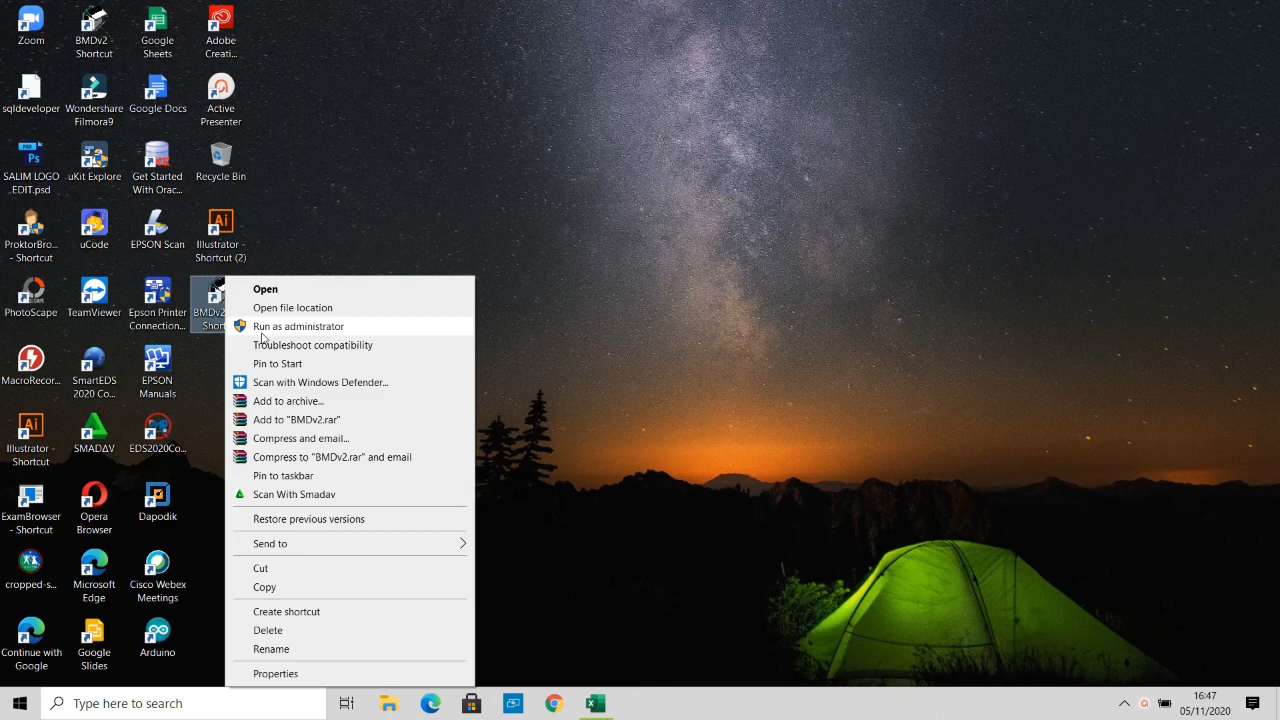 Zoom
BMDv2 -
Shortcut
Google
Sheets
Adobe
Creati...
sqldeveloper
Wondershare
Filmora9
Google Docs
Active
Presenter
SALIM LOGO
EDIT.psd
uKit Explore
Get Started
With Orac...
Recycle Bin
ProktorBro...
- Shortcut
uCode
EPSON Scan
Illustrator -
Shortcut (2)
PhotoScape
TeamViewer
Epson Printer
Connection...
BMDv2
Short
MacroRecor...
SmartEDS
2020 Co...
EPSON
Manuals
Illustrator -
Shortcut
SMADΔV
EDS2020Co...
ExamBrowser
- Shortcut
Opera
Browser
Dapodik
cropped-s...
Microsoft
Edge
Cisco Webex
Meetings
Continue with
Google
Google
Slides
Arduino
Open
Open file location
Run as administrator
Troubleshoot compatibility
Pin to Start
Scan with Windows Defender...
Add to archive...
Add to "BMDv2.rar"
Compress and email...
Compress to "BMDv2.rar" and email
Pin to taskbar
Scan With Smadav
Restore previous versions
Send to
Cut
Copy
Create shortcut
Delete
Rename
Properties
Type here to search
16:47
05/11/2020